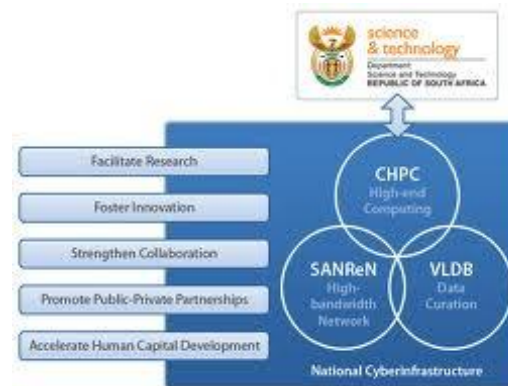 science
& technology
Department:
Science and Technology
REPUBLIC OF SOUTH AFRICA
Facilitate Research
Foster Innovation
Strengthen Collaboration
Promote Public-Private Partnerships
Accelerate Human Capital Development
CHPC
High-end
Computing
SANReN
High-
bandwidth
Network
VLDB
Data
Curation
National Cyberinfrastructure